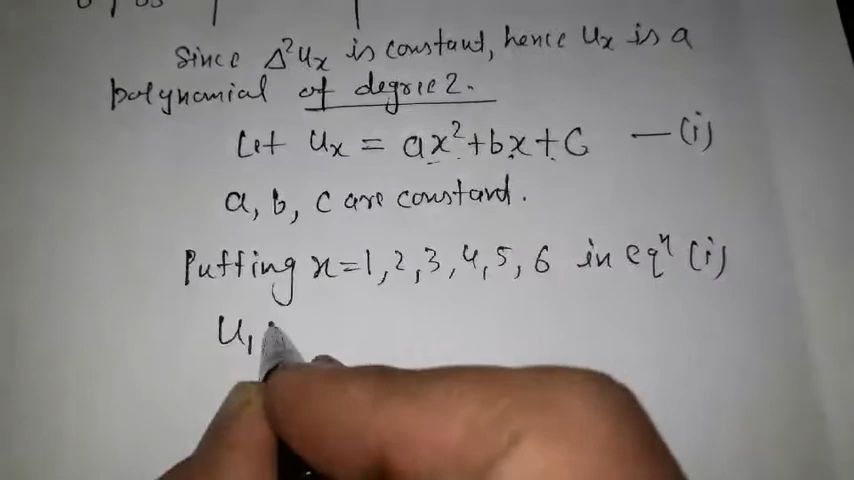 Since Δ²uₓ is constant, hence uₓ is a
polynomial of degree 2.
Let uₓ = ax² + bx + c — (i)
a, b, c are constant.
Putting x = 1, 2, 3, 4, 5, 6 in eqⁿ (i)
u₁